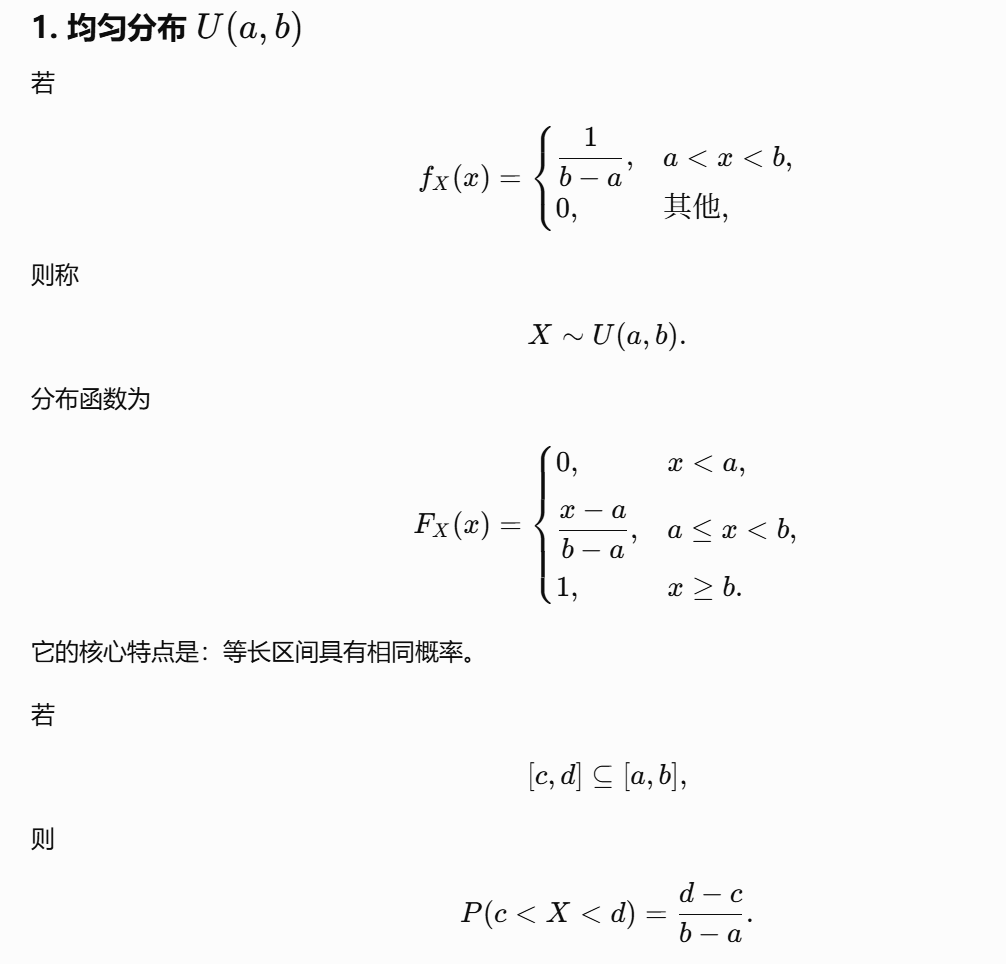 1. 均匀分布 U(a, b)
若
f_X(x) = { 1/(b − a), a < x < b,
0, 其他,
则称
X ∼ U(a, b).
分布函数为
F_X(x) = { 0, x < a,
(x − a)/(b − a), a ≤ x < b,
1, x ≥ b.
它的核心特点是：等长区间具有相同概率。
若
[c, d] ⊆ [a, b],
则
P(c < X < d) = (d − c)/(b − a).